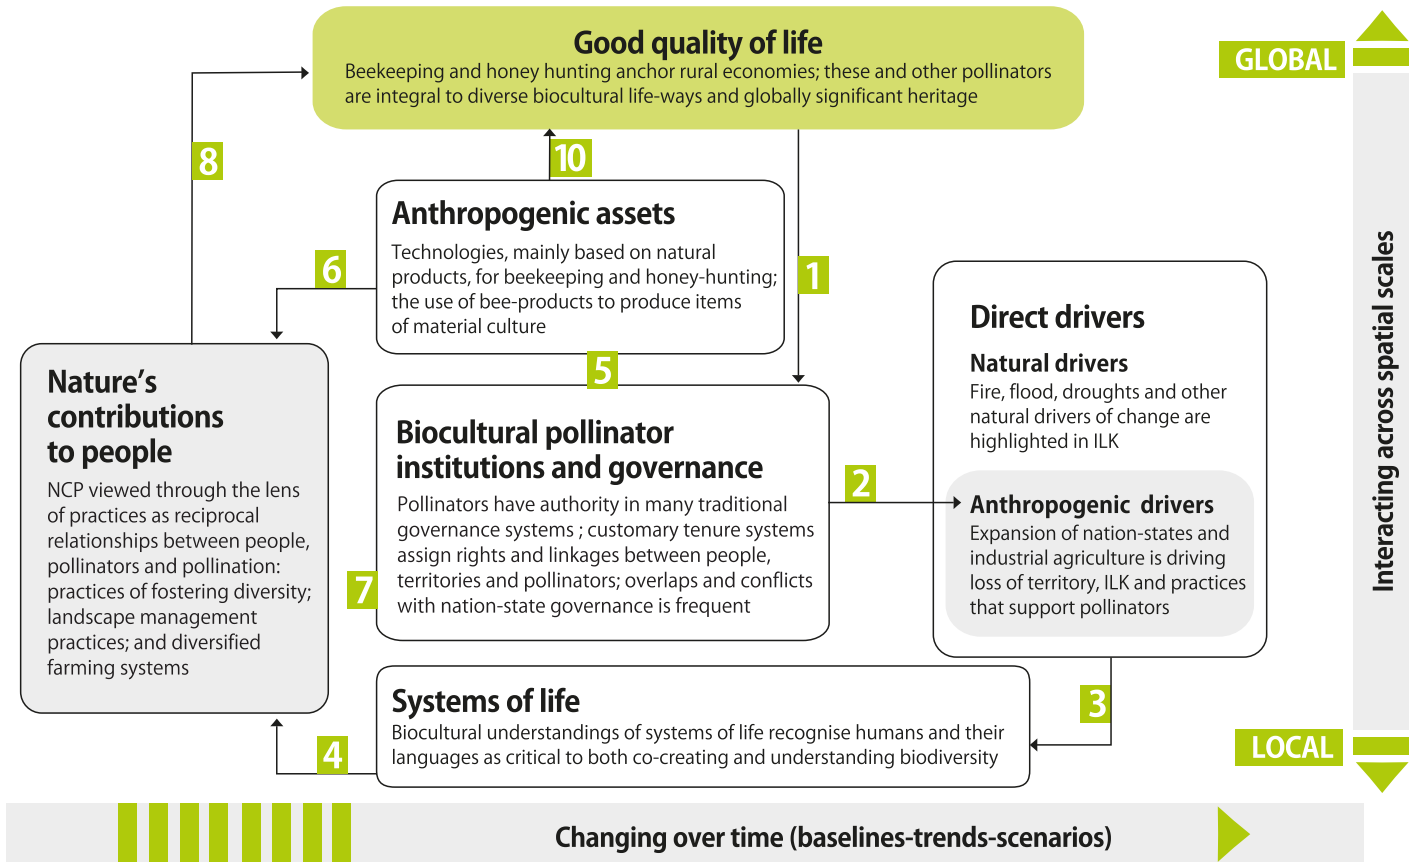 Good quality of life
Beekeeping and honey hunting anchor rural economies; these and other pollinators
are integral to diverse biocultural life-ways and globally significant heritage
GLOBAL
8
10
Anthropogenic assets
Technologies, mainly based on natural
products, for beekeeping and honey-hunting;
the use of bee-products to produce items
of material culture
6
1
5
Nature’s
contributions
to people
NCP viewed through the lens
of practices as reciprocal
relationships between people,
pollinators and pollination:
practices of fostering diversity;
landscape management
practices; and diversified
farming systems
Biocultural pollinator
institutions and governance
Pollinators have authority in many traditional
governance systems ; customary tenure systems
assign rights and linkages between people,
territories and pollinators; overlaps and conflicts
with nation-state governance is frequent
7
2
Direct drivers
Natural drivers
Fire, flood, droughts and other
natural drivers of change are
highlighted in ILK
Anthropogenic drivers
Expansion of nation-states and
industrial agriculture is driving
loss of territory, ILK and practices
that support pollinators
3
Systems of life
Biocultural understandings of systems of life recognise humans and their
languages as critical to both co-creating and understanding biodiversity
4
Interacting across spatial scales
LOCAL
Changing over time (baselines-trends-scenarios)